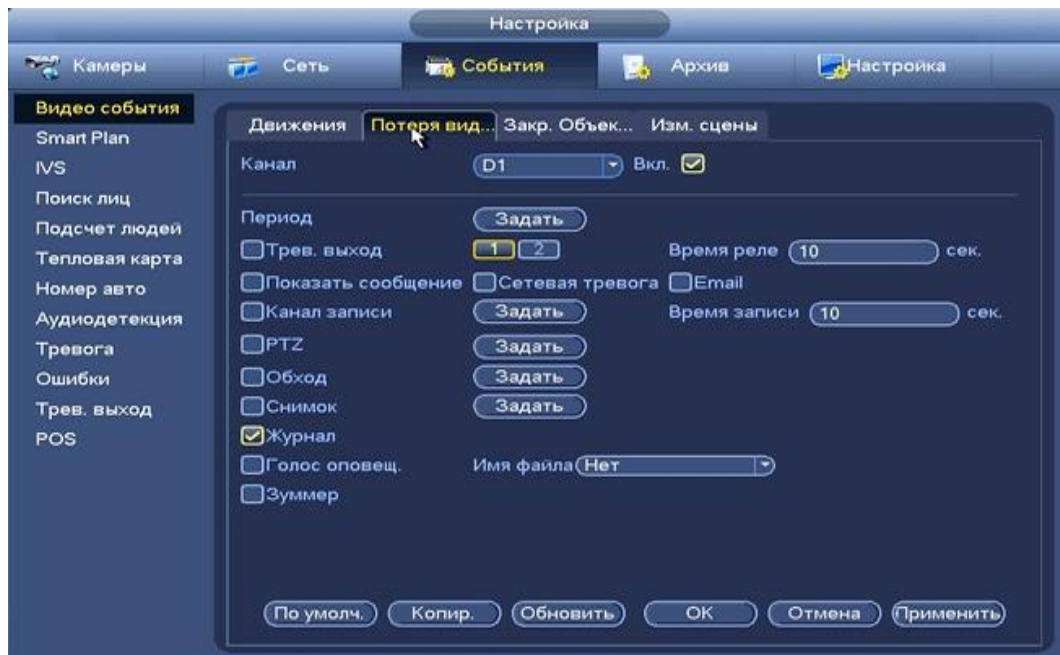 Настройка
Камеры Сеть События Архив Настройка
Видео события
Smart Plan
IVS
Поиск лиц
Подсчет людей
Тепловая карта
Номер авто
Аудиодетекция
Тревога
Ошибки
Трев. выход
POS
Движения Потеря вид... Закр. Объек... Изм. сцены
Канал D1 Вкл.
Период Задать
Трев. выход 1 2 Время реле 10 сек.
Показать сообщение Сетевая тревога Email
Канал записи Задать Время записи 10 сек.
PTZ Задать
Обход Задать
Снимок Задать
Журнал
Голос оповещ. Имя файла Нет
Зуммер
По умолч. Копир. Обновить OK Отмена Применить